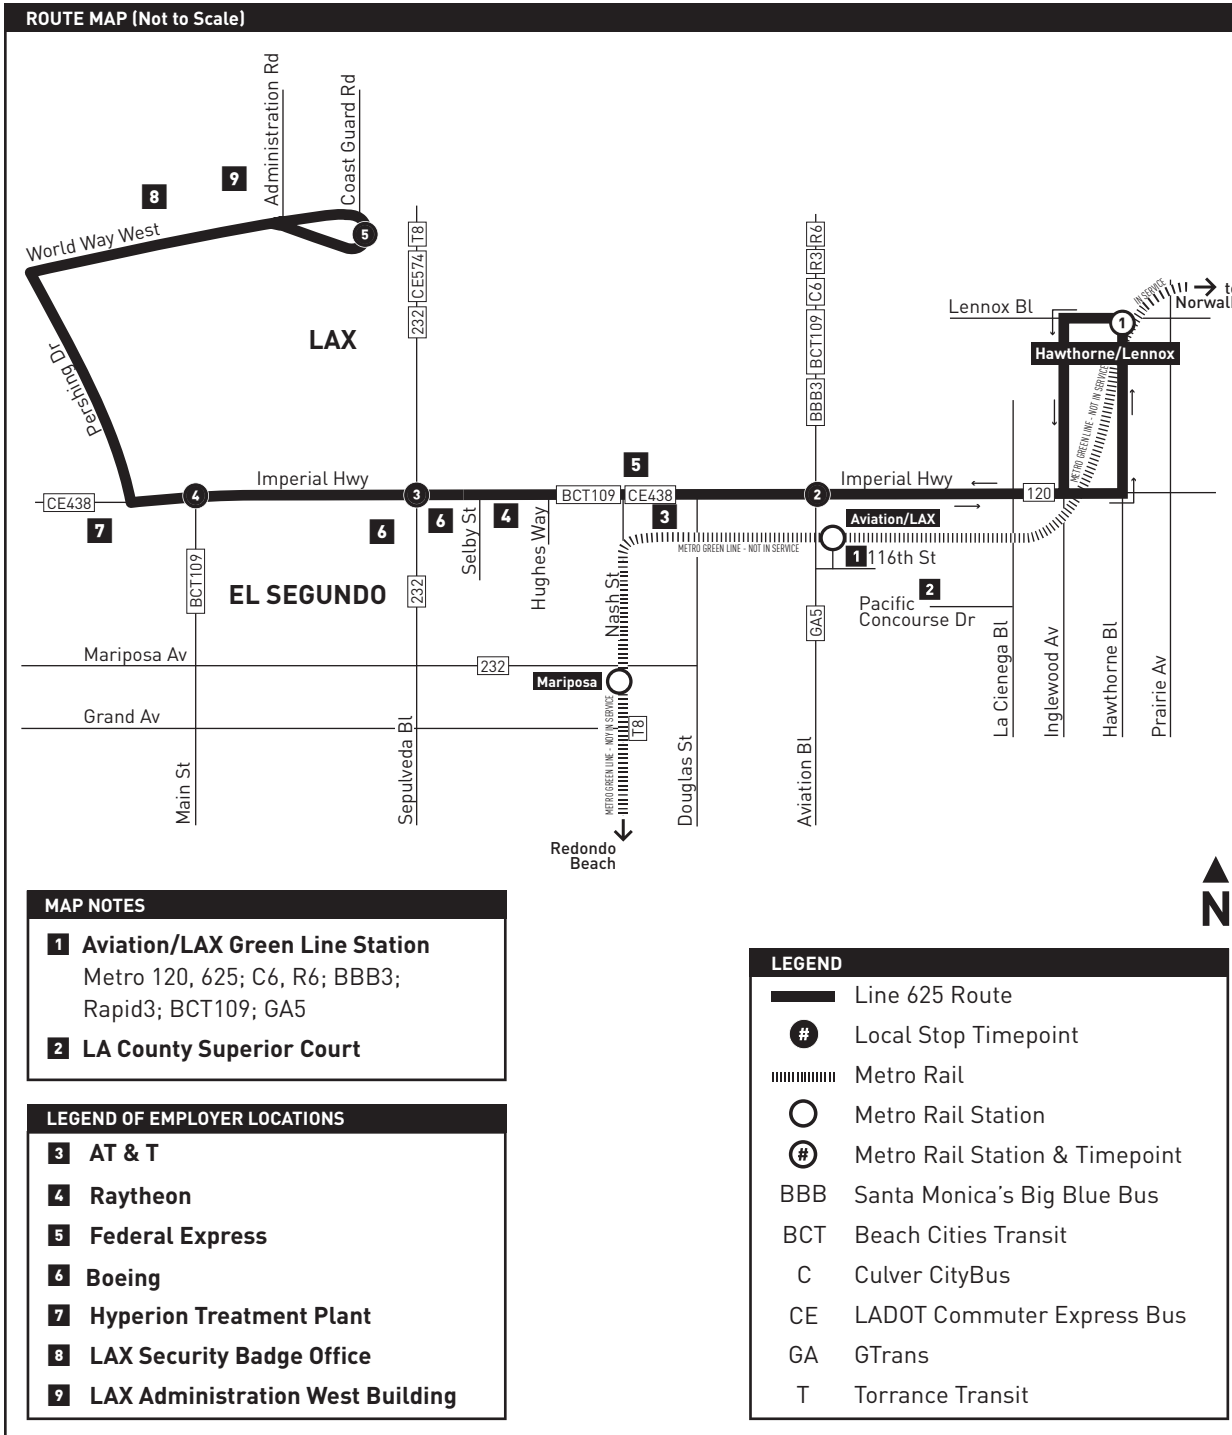 ROUTE MAP (Not to Scale)
Administration Rd
Coast Guard Rd
9
8
World Way West
5
T8
CE574
232
R6
R3
C6
BCT109
BBB3
IN SERVICE
Norwalk
Lennox Bl
1
Hawthorne/Lennox
LAX
Pershing Dr
METRO GREEN LINE - NOT IN SERVICE
5
Imperial Hwy
Imperial Hwy
CE438
4
3
BCT109
CE438
2
120
7
6
6
Selby St
4
Hughes Way
3
Aviation/LAX
METRO GREEN LINE - NOT IN SERVICE
1
116th St
BCT109
EL SEGUNDO
232
Nash St
GA5
2
Pacific
Concourse Dr
La Cienega Bl
Inglewood Av
Hawthorne Bl
Prairie Av
Mariposa Av
232
Mariposa
Grand Av
METRO GREEN LINE - NOY IN SERVICE
T8
Main St
Sepulveda Bl
Douglas St
Aviation Bl
Redondo
Beach
N
MAP NOTES
1 Aviation/LAX Green Line Station
Metro 120, 625; C6, R6; BBB3;
Rapid3; BCT109; GA5
2 LA County Superior Court
LEGEND OF EMPLOYER LOCATIONS
3 AT & T
4 Raytheon
5 Federal Express
6 Boeing
7 Hyperion Treatment Plant
8 LAX Security Badge Office
9 LAX Administration West Building
LEGEND
Line 625 Route
# Local Stop Timepoint
Metro Rail
Metro Rail Station
# Metro Rail Station & Timepoint
BBB Santa Monica's Big Blue Bus
BCT Beach Cities Transit
C Culver CityBus
CE LADOT Commuter Express Bus
GA GTrans
T Torrance Transit